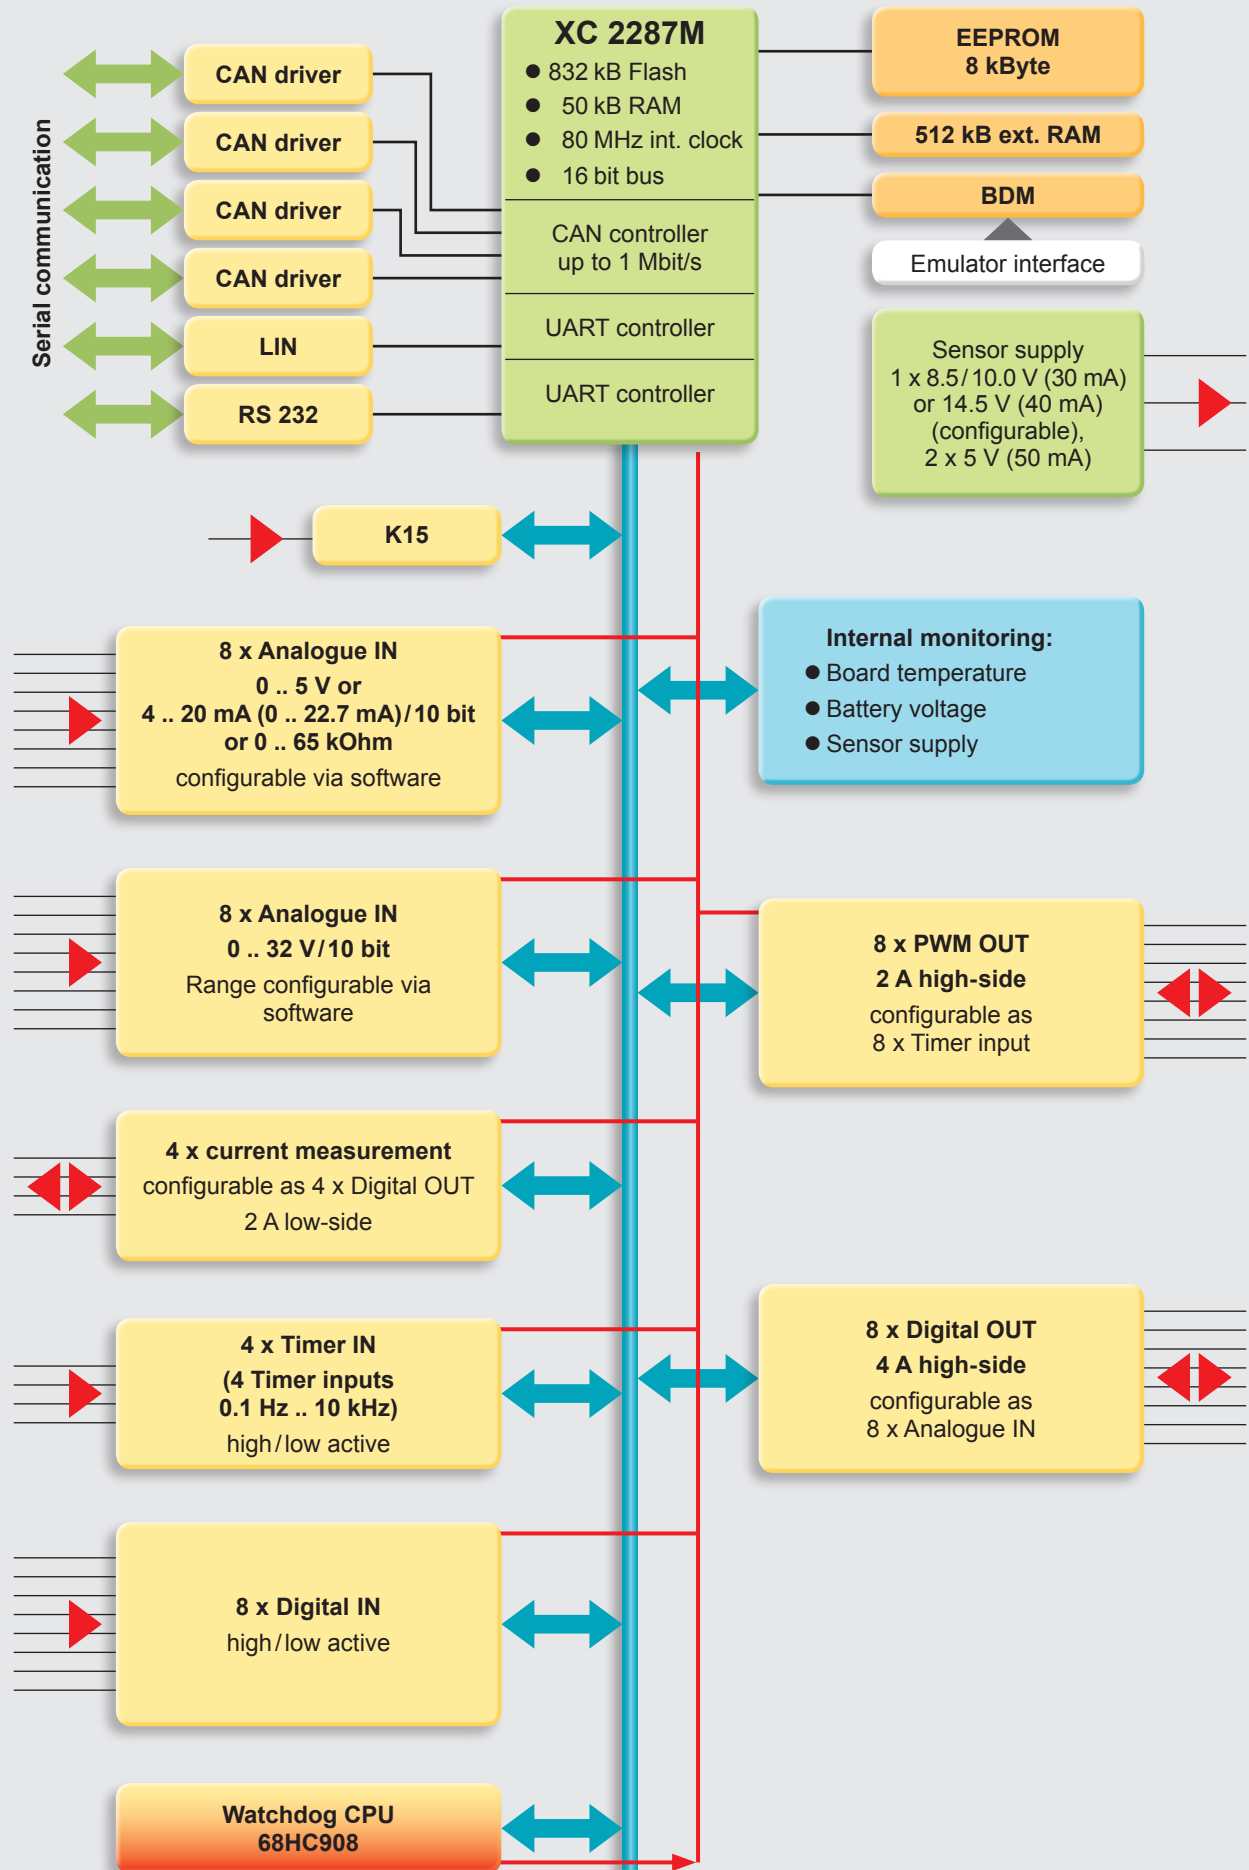 Serial communication
CAN driver
CAN driver
CAN driver
CAN driver
LIN
RS 232
XC 2287M
● 832 kB Flash
● 50 kB RAM
● 80 MHz int. clock
● 16 bit bus
CAN controller
up to 1 Mbit/s
UART controller
UART controller
EEPROM
8 kByte
512 kB ext. RAM
BDM
Emulator interface
Sensor supply
1 x 8.5/10.0 V (30 mA)
or 14.5 V (40 mA)
(configurable),
2 x 5 V (50 mA)
K15
8 x Analogue IN
0 .. 5 V or
4 .. 20 mA (0 .. 22.7 mA)/10 bit
or 0 .. 65 kOhm
configurable via software
Internal monitoring:
● Board temperature
● Battery voltage
● Sensor supply
8 x Analogue IN
0 .. 32 V/10 bit
Range configurable via
software
8 x PWM OUT
2 A high-side
configurable as
8 x Timer input
4 x current measurement
configurable as 4 x Digital OUT
2 A low-side
4 x Timer IN
(4 Timer inputs
0.1 Hz .. 10 kHz)
high/low active
8 x Digital OUT
4 A high-side
configurable as
8 x Analogue IN
8 x Digital IN
high/low active
Watchdog CPU
68HC908